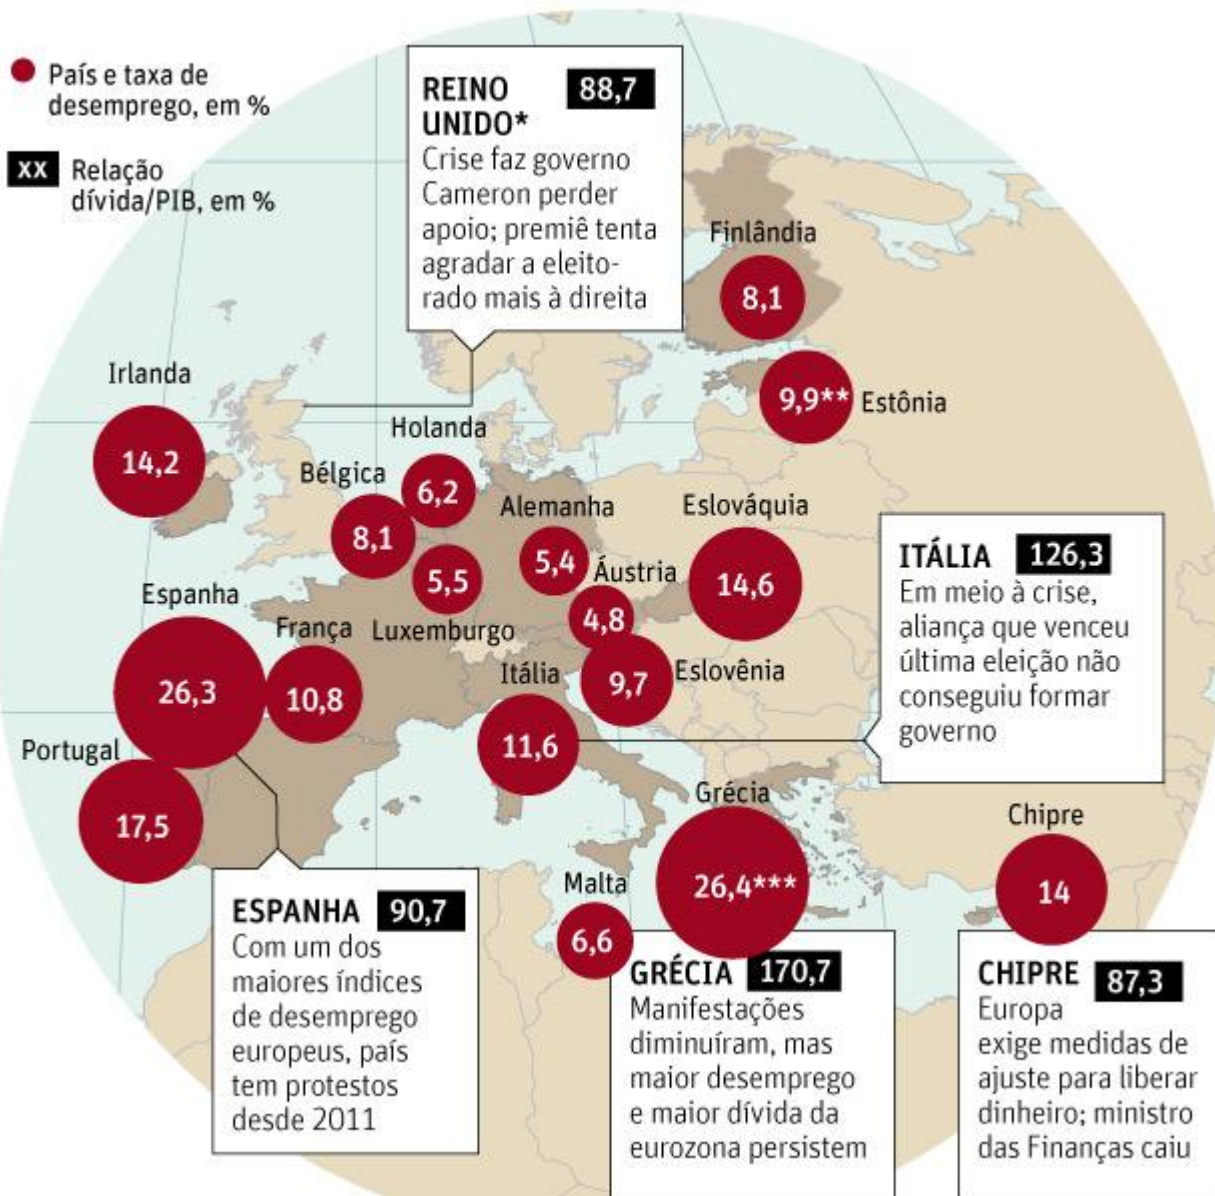 País e taxa de
desemprego, em %
XX Relação
dívida/PIB, em %
REINO 88,7
UNIDO*
Crise faz governo
Cameron perder
apoio; premiê tenta
agradar a eleito-
rado mais à direita
Finlândia
8,1
9,9** Estônia
Irlanda
14,2
Holanda
6,2
Bélgica
8,1
Alemanha
5,4
5,5
Luxemburgo
Áustria
4,8
Eslováquia
14,6
Espanha
26,3
França
10,8
Itália
11,6
9,7 Eslovênia
ITÁLIA 126,3
Em meio à crise,
aliança que venceu
última eleição não
conseguiu formar
governo
Portugal
17,5
Grécia
26,4***
Malta
6,6
Chipre
14
ESPANHA 90,7
Com um dos
maiores índices
de desemprego
europeus, país
tem protestos
desde 2011
GRÉCIA 170,7
Manifestações
diminuíram, mas
maior desemprego
e maior dívida da
eurozona persistem
CHIPRE 87,3
Europa
exige medidas de
ajuste para liberar
dinheiro; ministro
das Finanças caiu